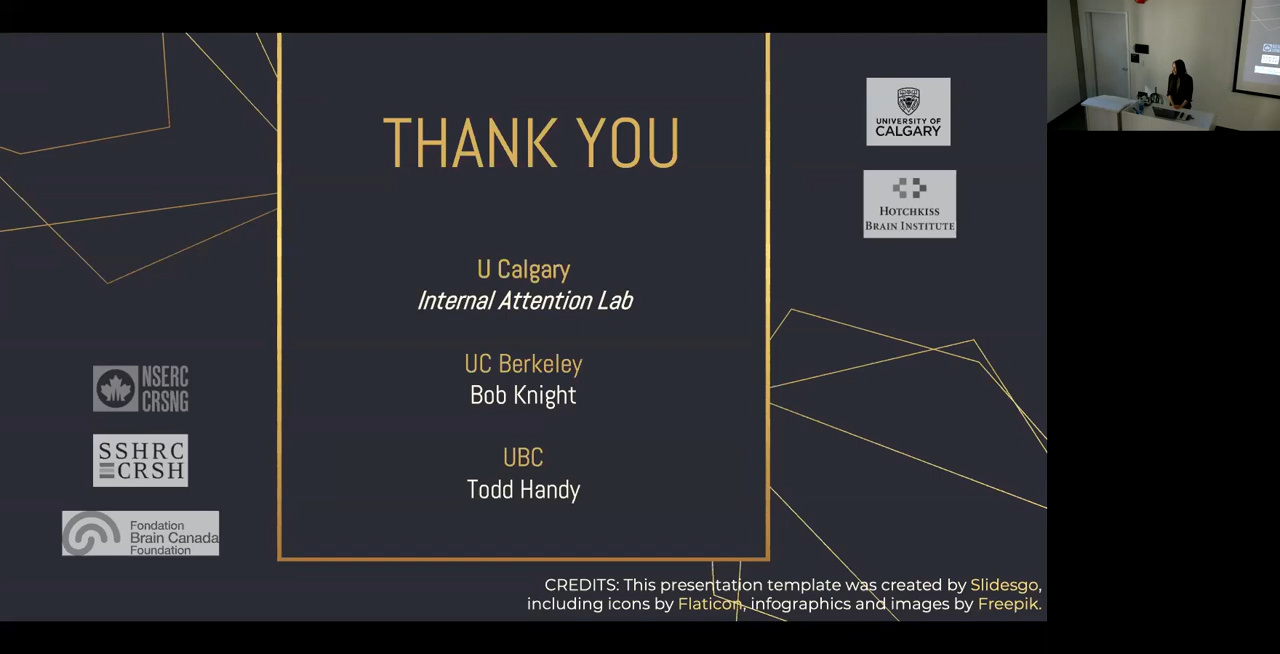 THANK YOU
U Calgary
Internal Attention Lab
UC Berkeley
Bob Knight
UBC
Todd Handy
UNIVERSITY OF
CALGARY
HOTCHKISS
BRAIN INSTITUTE
NSERC
CRSNG
SSHRC
CRSH
Fondation
Brain Canada
Foundation
CREDITS: This presentation template was created by Slidesgo,
including icons by Flaticon, infographics and images by Freepik.